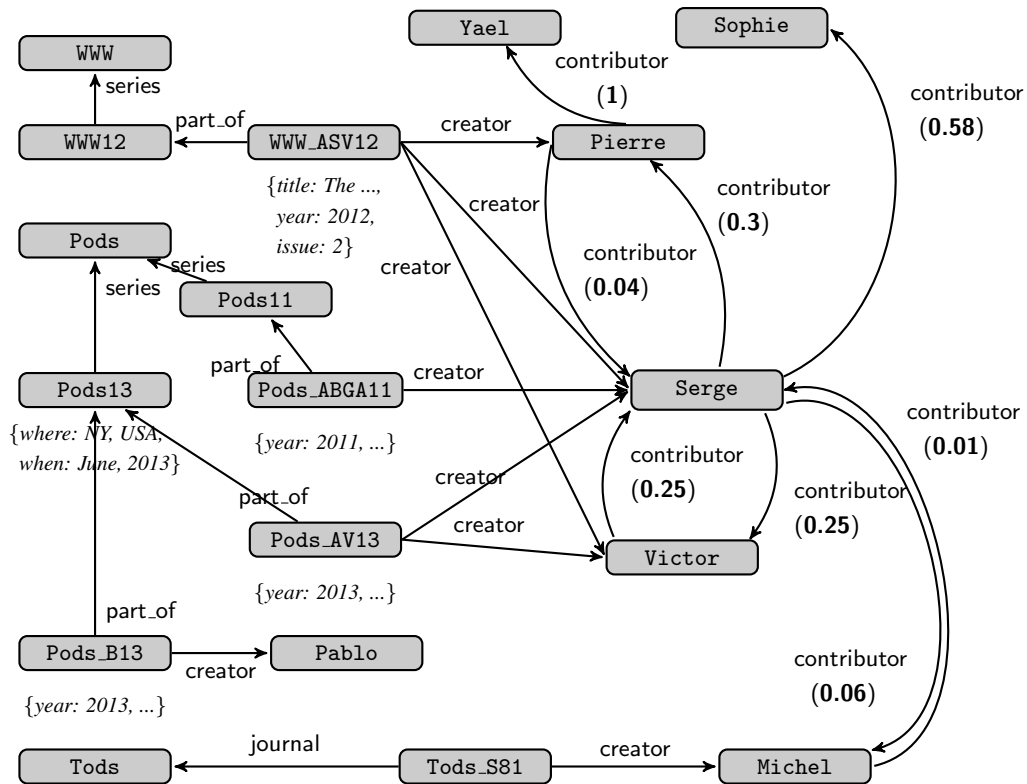 Yael
Sophie
WWW
contributor
(1)
series
contributor
(0.58)
part_of
creator
WWW12
WWW_ASV12
Pierre
{title: The ...,
year: 2012,
issue: 2}
contributor
(0.3)
creator
Pods
series
creator
contributor
(0.04)
series
Pods11
part_of
creator
Pods13
Pods_ABGA11
Serge
contributor
(0.01)
{where: NY, USA,
when: June, 2013}
{year: 2011, ...}
contributor
(0.25)
creator
part_of
contributor
(0.25)
creator
Pods_AV13
Victor
{year: 2013, ...}
part_of
Pods_B13
creator
Pablo
contributor
(0.06)
{year: 2013, ...}
journal
creator
Tods
Tods_S81
Michel